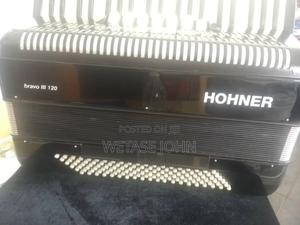 bravo III 120
HOHNER
POSTED ON
WETASE JOHN